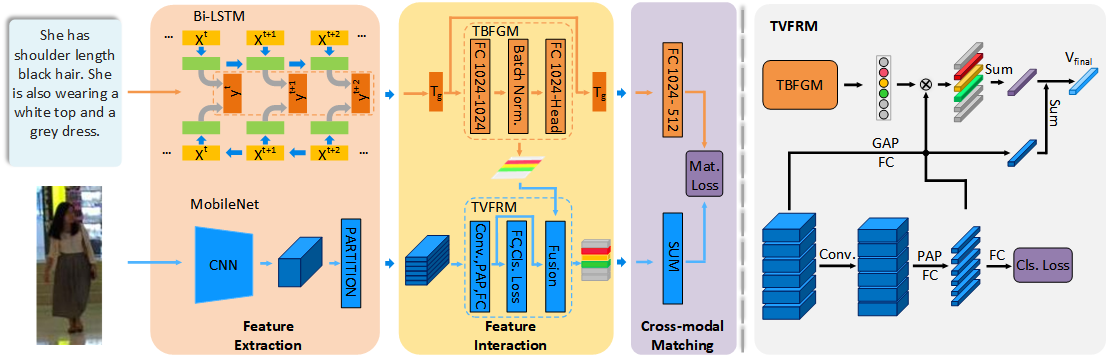 She has
shoulder length
black hair. She
is also wearing a
white top and a
grey dress.
Bi-LSTM
... X^t X^t+1 X^t+2 ...
y^t y^t+1 y^t+2
... X^t X^t+1 X^t+2 ...
MobileNet
CNN
PARTITION
Feature
Extraction
TBFGM
T_g
FC 1024-1024
Batch Norm.
FC 1024-Head
T_g
TVFRM
Conv.,PAP,FC
FC,Cls. Loss
Fusion
Feature
Interaction
FC 1024- 512
Mat.
Loss
SUM
Cross-modal
Matching
TVFRM
TBFGM
Sum
V_final
Sum
GAP
FC
Conv.
PAP
FC
FC
Cls. Loss